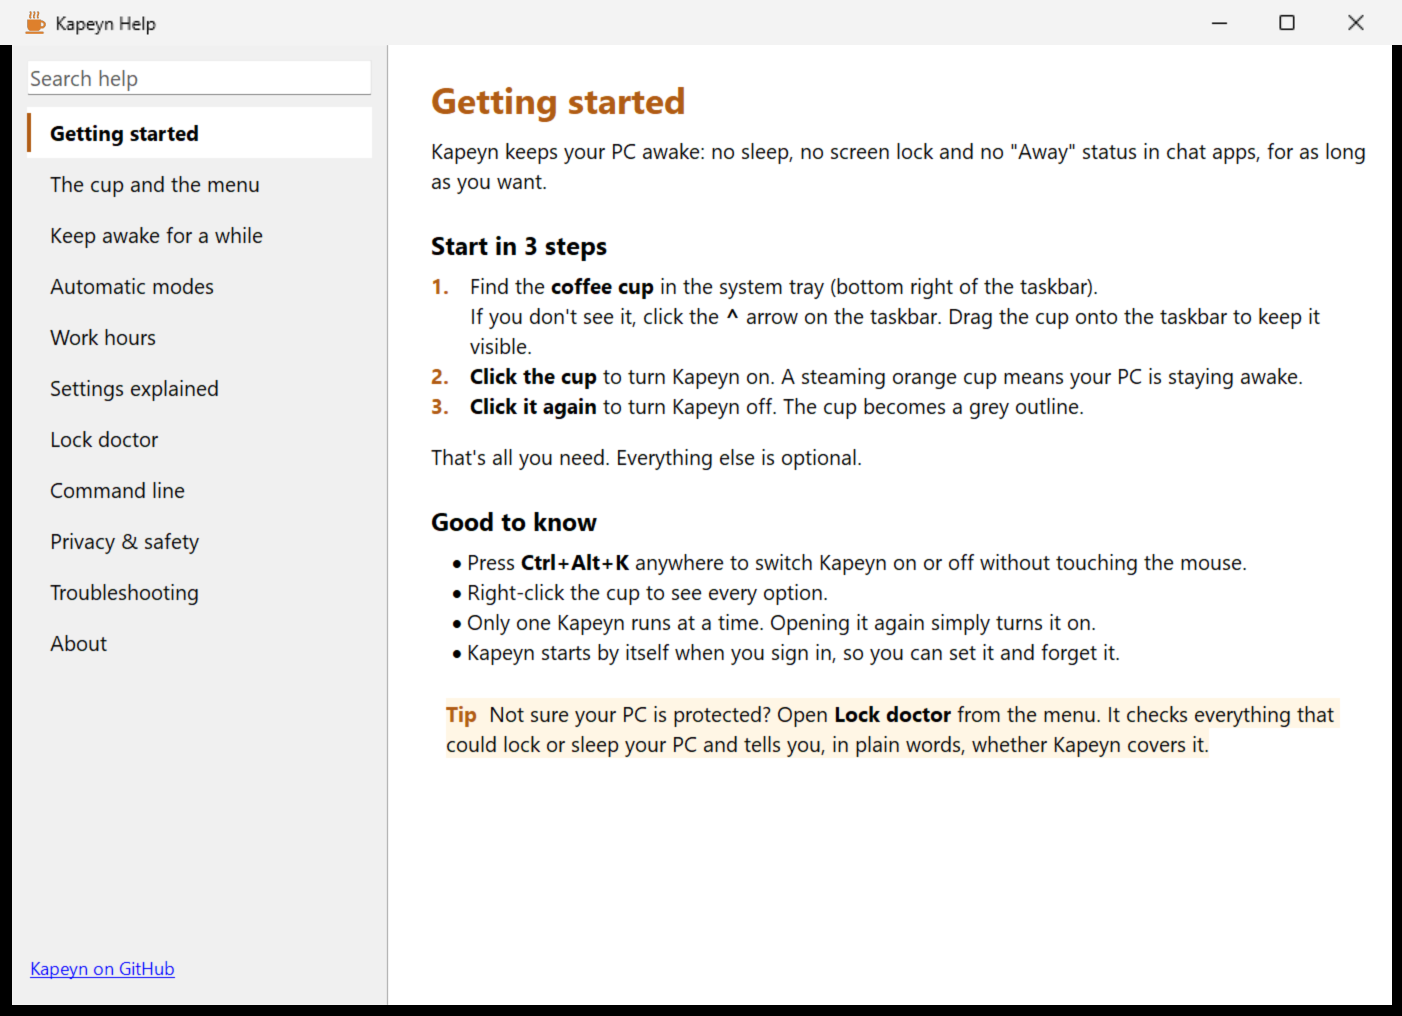 Kapeyn Help
Search help
Getting started
The cup and the menu
Keep awake for a while
Automatic modes
Work hours
Settings explained
Lock doctor
Command line
Privacy & safety
Troubleshooting
About
Kapeyn on GitHub
Getting started
Kapeyn keeps your PC awake: no sleep, no screen lock and no "Away" status in chat apps, for as long
as you want.
Start in 3 steps
1. Find the coffee cup in the system tray (bottom right of the taskbar).
If you don't see it, click the ^ arrow on the taskbar. Drag the cup onto the taskbar to keep it
visible.
2. Click the cup to turn Kapeyn on. A steaming orange cup means your PC is staying awake.
3. Click it again to turn Kapeyn off. The cup becomes a grey outline.
That's all you need. Everything else is optional.
Good to know
• Press Ctrl+Alt+K anywhere to switch Kapeyn on or off without touching the mouse.
• Right-click the cup to see every option.
• Only one Kapeyn runs at a time. Opening it again simply turns it on.
• Kapeyn starts by itself when you sign in, so you can set it and forget it.
Tip Not sure your PC is protected? Open Lock doctor from the menu. It checks everything that
could lock or sleep your PC and tells you, in plain words, whether Kapeyn covers it.